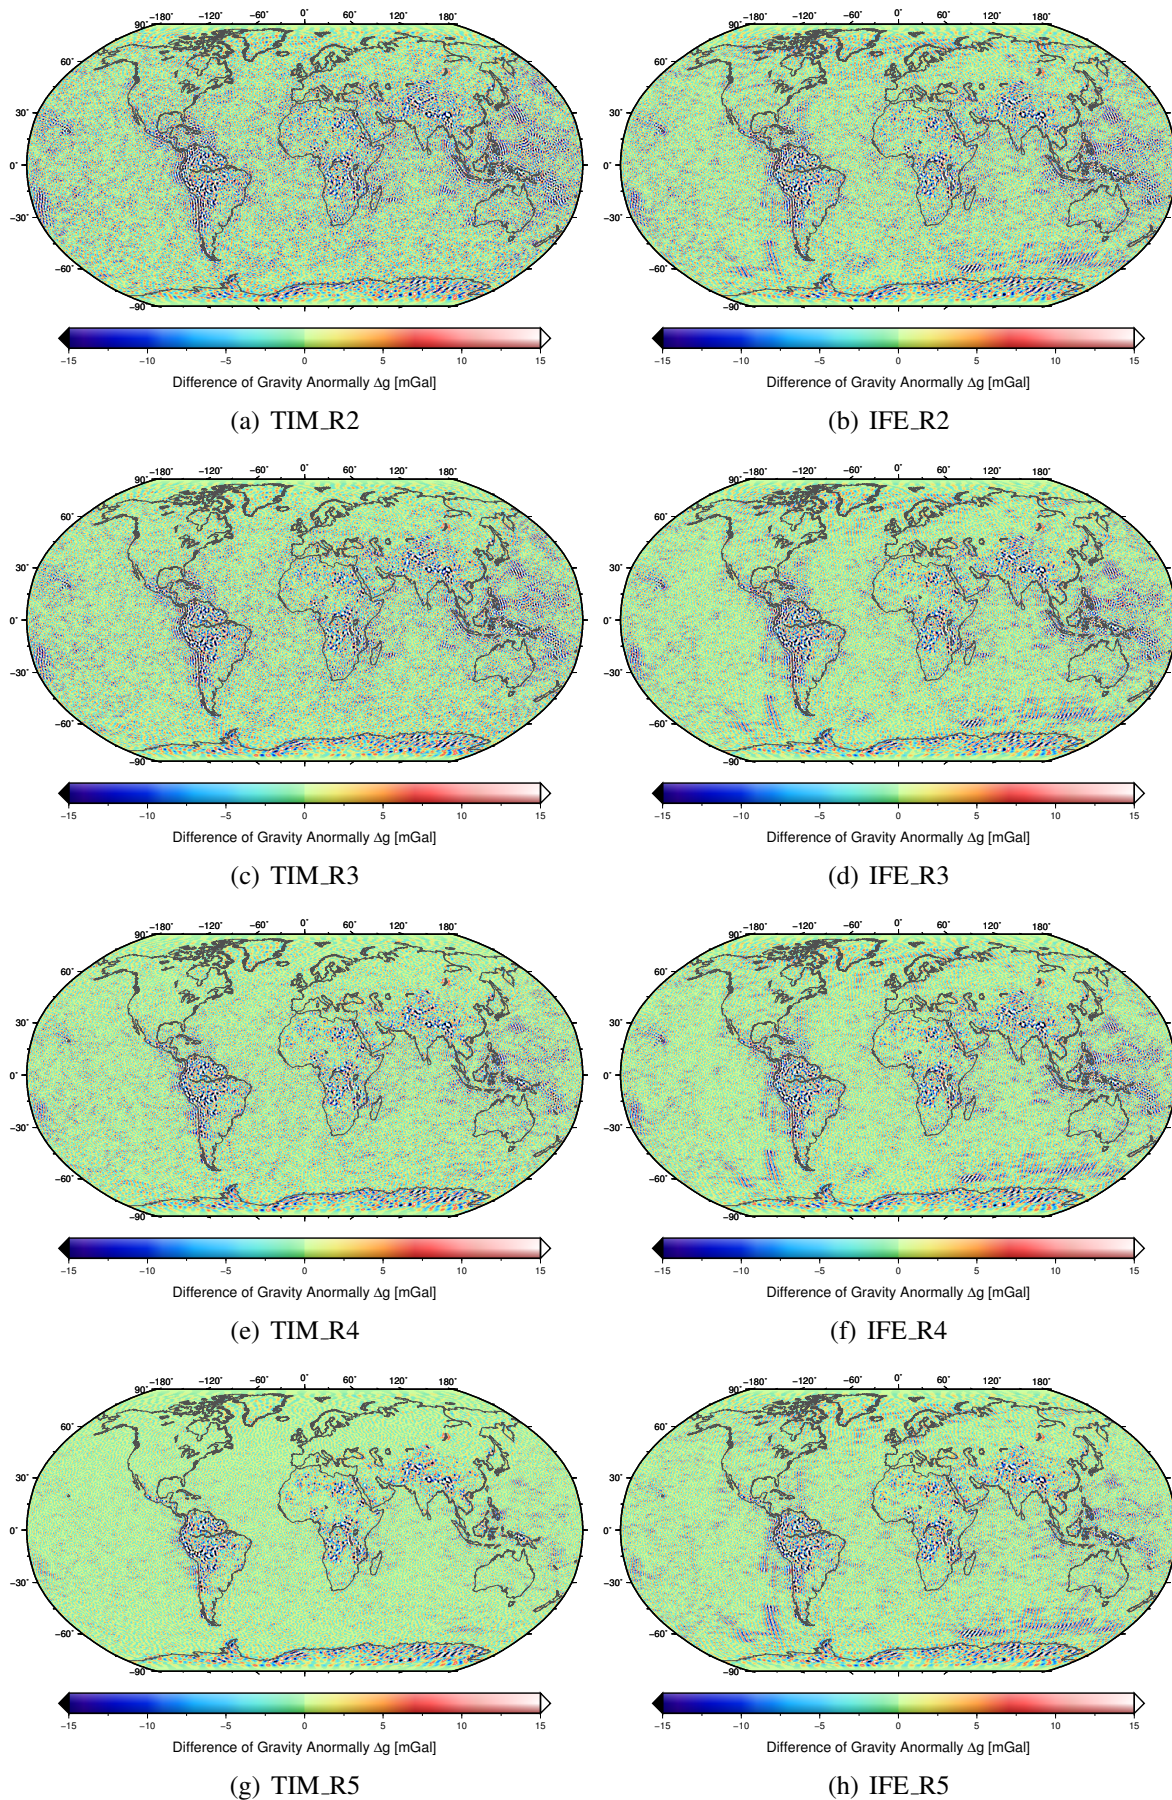 −180˚ −120˚ −60˚ 0˚ 60˚ 120˚ 180˚ −180˚ −120˚ −60˚ 0˚ 60˚ 120˚ 180˚
90˚ 90˚
60˚ 60˚
30˚ 30˚
0˚ 0˚
−30˚ −30˚
−60˚ −60˚
−90˚ −90˚
−15 −10 −5 0 5 10 15 −15 −10 −5 0 5 10 15
Difference of Gravity Anormally Δg [mGal] Difference of Gravity Anormally Δg [mGal]
(a) TIM_R2 (b) IFE_R2
−180˚ −120˚ −60˚ 0˚ 60˚ 120˚ 180˚ −180˚ −120˚ −60˚ 0˚ 60˚ 120˚ 180˚
90˚ 90˚
60˚ 60˚
30˚ 30˚
0˚ 0˚
−30˚ −30˚
−60˚ −60˚
−90˚ −90˚
−15 −10 −5 0 5 10 15 −15 −10 −5 0 5 10 15
Difference of Gravity Anormally Δg [mGal] Difference of Gravity Anormally Δg [mGal]
(c) TIM_R3 (d) IFE_R3
−180˚ −120˚ −60˚ 0˚ 60˚ 120˚ 180˚ −180˚ −120˚ −60˚ 0˚ 60˚ 120˚ 180˚
90˚ 90˚
60˚ 60˚
30˚ 30˚
0˚ 0˚
−30˚ −30˚
−60˚ −60˚
−90˚ −90˚
−15 −10 −5 0 5 10 15 −15 −10 −5 0 5 10 15
Difference of Gravity Anormally Δg [mGal] Difference of Gravity Anormally Δg [mGal]
(e) TIM_R4 (f) IFE_R4
−180˚ −120˚ −60˚ 0˚ 60˚ 120˚ 180˚ −180˚ −120˚ −60˚ 0˚ 60˚ 120˚ 180˚
90˚ 90˚
60˚ 60˚
30˚ 30˚
0˚ 0˚
−30˚ −30˚
−60˚ −60˚
−90˚ −90˚
−15 −10 −5 0 5 10 15 −15 −10 −5 0 5 10 15
Difference of Gravity Anormally Δg [mGal] Difference of Gravity Anormally Δg [mGal]
(g) TIM_R5 (h) IFE_R5